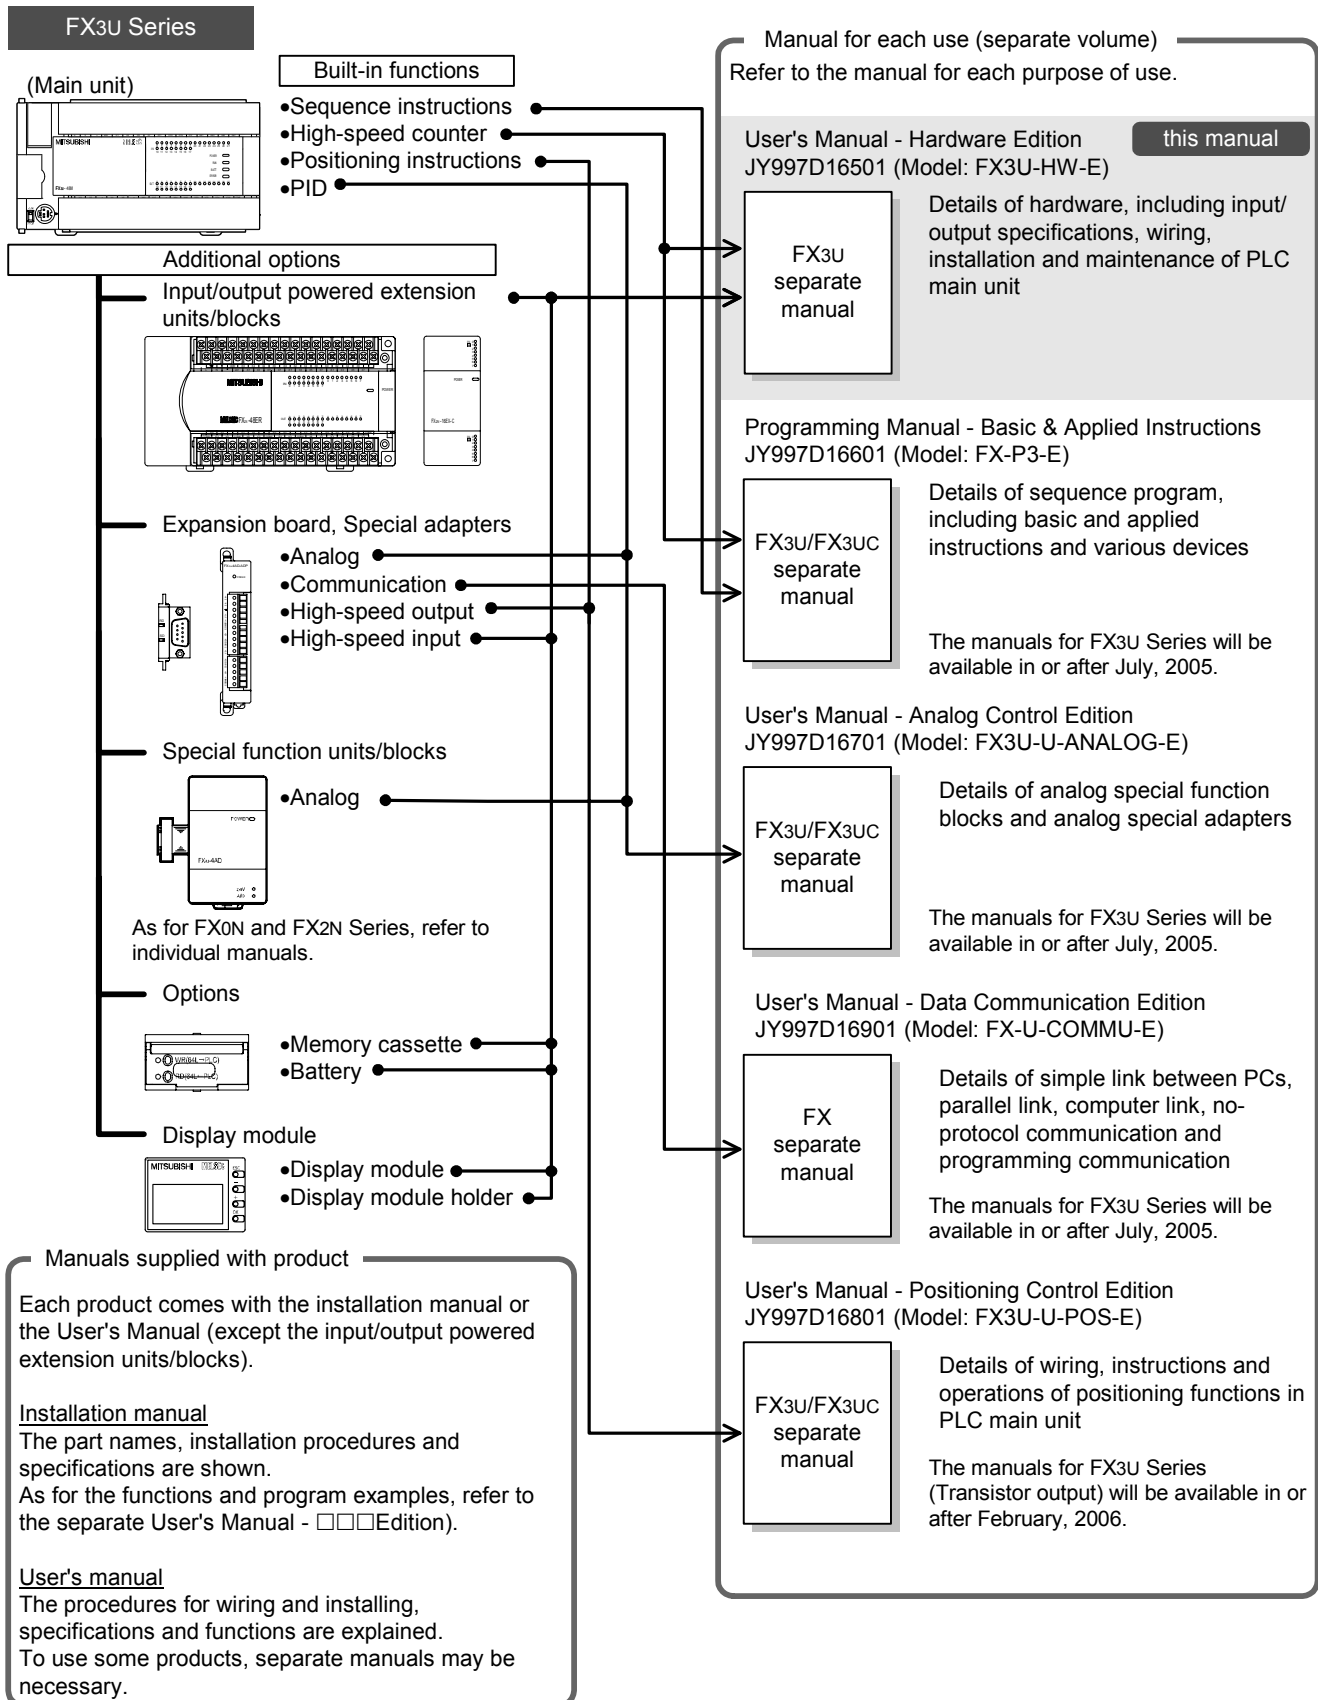 FX3U Series
(Main unit)
MITSUBISHI
Built-in functions
•Sequence instructions
•High-speed counter
•Positioning instructions
•PID
Additional options
Input/output powered extension
units/blocks
MITSUBISHI
POWER
Expansion board, Special adapters
•Analog
•Communication
•High-speed output
•High-speed input
Special function units/blocks
POWER
•Analog
As for FX0N and FX2N Series, refer to
individual manuals.
Options
•Memory cassette
•Battery
Display module
MITSUBISHI
•Display module
•Display module holder
Manuals supplied with product
Each product comes with the installation manual or
the User's Manual (except the input/output powered
extension units/blocks).
Installation manual
The part names, installation procedures and
specifications are shown.
As for the functions and program examples, refer to
the separate User's Manual - □□□Edition).
User's manual
The procedures for wiring and installing,
specifications and functions are explained.
To use some products, separate manuals may be
necessary.
Manual for each use (separate volume)
Refer to the manual for each purpose of use.
User's Manual - Hardware Edition
this manual
JY997D16501 (Model: FX3U-HW-E)
FX3U
separate
manual
Details of hardware, including input/
output specifications, wiring,
installation and maintenance of PLC
main unit
Programming Manual - Basic & Applied Instructions
JY997D16601 (Model: FX-P3-E)
FX3U/FX3UC
separate
manual
Details of sequence program,
including basic and applied
instructions and various devices
The manuals for FX3U Series will be
available in or after July, 2005.
User's Manual - Analog Control Edition
JY997D16701 (Model: FX3U-U-ANALOG-E)
FX3U/FX3UC
separate
manual
Details of analog special function
blocks and analog special adapters
The manuals for FX3U Series will be
available in or after July, 2005.
User's Manual - Data Communication Edition
JY997D16901 (Model: FX-U-COMMU-E)
FX
separate
manual
Details of simple link between PCs,
parallel link, computer link, no-
protocol communication and
programming communication
The manuals for FX3U Series will be
available in or after July, 2005.
User's Manual - Positioning Control Edition
JY997D16801 (Model: FX3U-U-POS-E)
FX3U/FX3UC
separate
manual
Details of wiring, instructions and
operations of positioning functions in
PLC main unit
The manuals for FX3U Series
(Transistor output) will be available in or
after February, 2006.